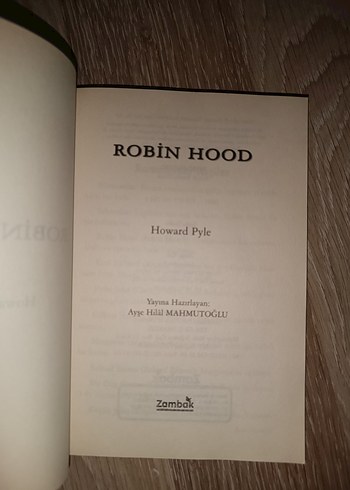 ROBİN HOOD
Howard Pyle
Yayına Hazırlayan:
Ayşe Hilâl MAHMUTOĞLU
Zambak